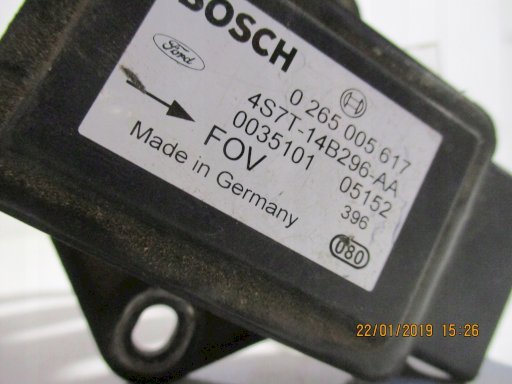 BOSCH
Ford
0 265 005 617
4S7T-14B296-AA
0035101 05152
FOV 396
Made in Germany
080
22/01/2019 15:26